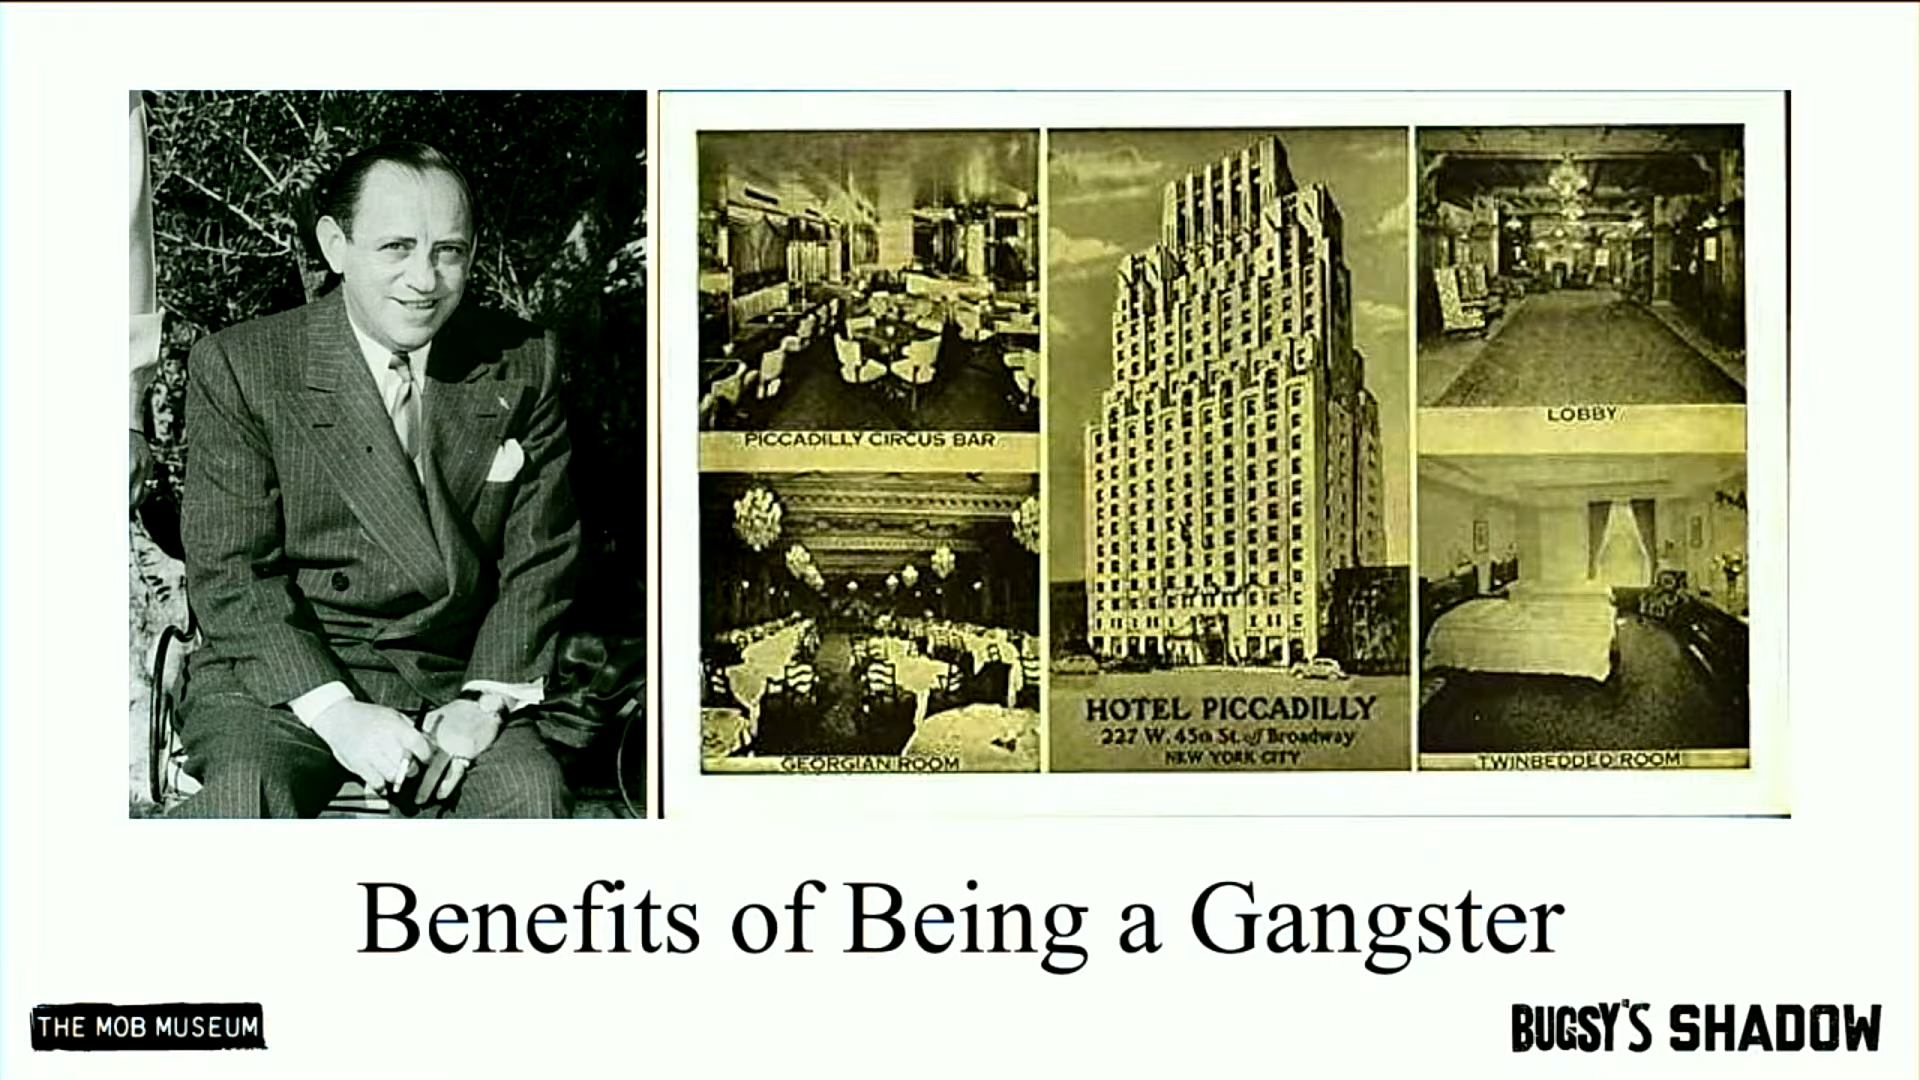 PICCADILLY CIRCUS BAR
GEORGIAN ROOM
HOTEL PICCADILLY
227 W. 45th St. off Broadway
NEW YORK CITY
LOBBY
TWINBEDDED ROOM
Benefits of Being a Gangster
THE MOB MUSEUM
BUGSY'S SHADOW